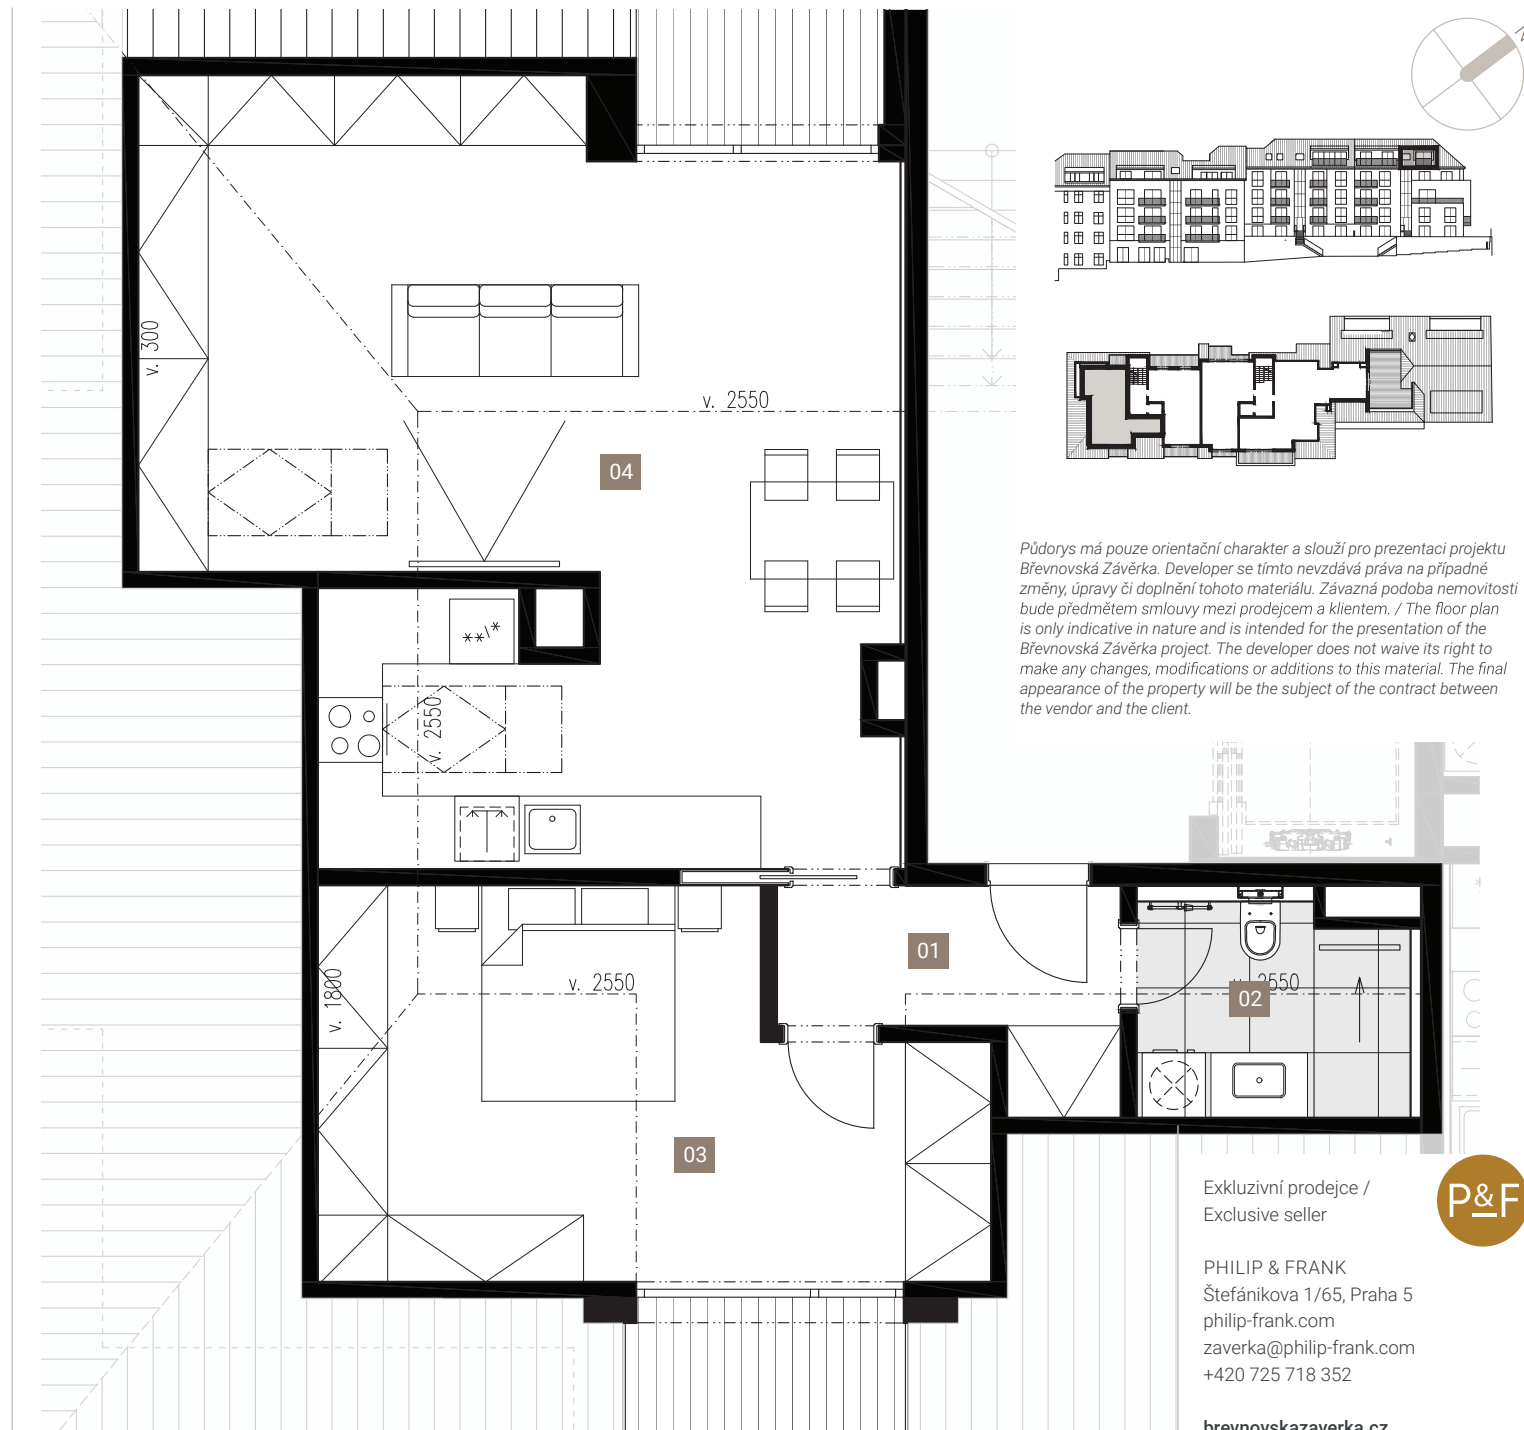 v. 300
v. 2550
04
**/*
v. 2550
01
v. 2550
v. 1800
02
v. 2550
03
Půdorys má pouze orientační charakter a slouží pro prezentaci projektu
Břevnovská Závěrka. Developer se tímto nevzdává práva na případné
změny, úpravy či doplnění tohoto materiálu. Závazná podoba nemovitosti
bude předmětem smlouvy mezi prodejcem a klientem. / The floor plan
is only indicative in nature and is intended for the presentation of the
Břevnovská Závěrka project. The developer does not waive its right to
make any changes, modifications or additions to this material. The final
appearance of the property will be the subject of the contract between
the vendor and the client.
Exkluzivní prodejce /
Exclusive seller
P&F
PHILIP & FRANK
Štefánikova 1/65, Praha 5
philip-frank.com
zaverka@philip-frank.com
+420 725 718 352
brevnovskazaverka.cz